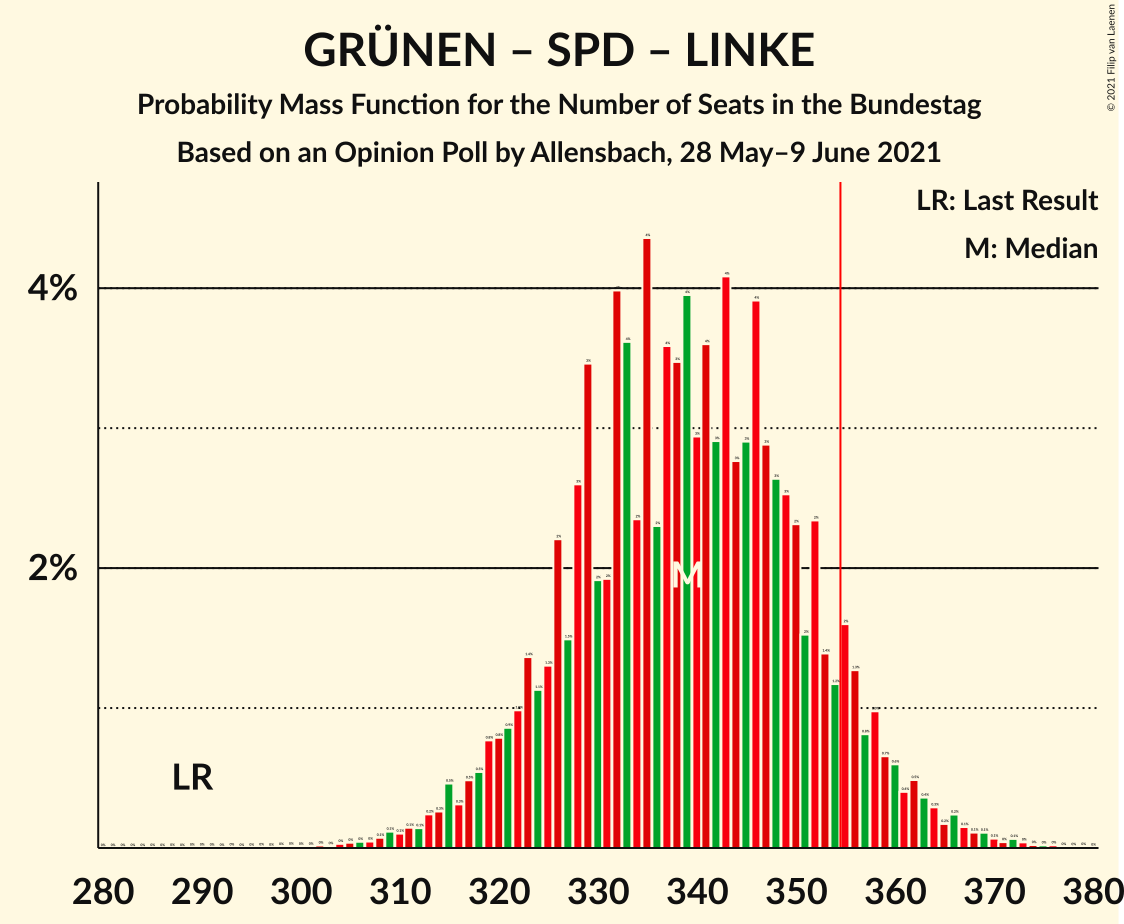 GRÜNEN – SPD – LINKE
Probability Mass Function for the Number of Seats in the Bundestag
Based on an Opinion Poll by Allensbach, 28 May–9 June 2021
© 2021 Filip van Laenen
LR: Last Result
M: Median
4%
2%
M
LR
280 290 300 310 320 330 340 350 360 370 380